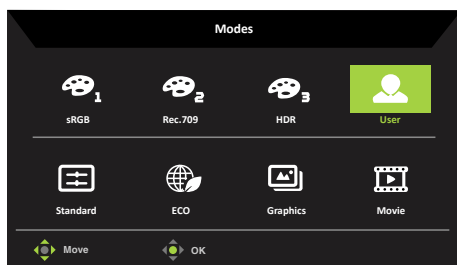 Modes
1 2 3
sRGB Rec.709 HDR User
Standard ECO Graphics Movie
Move OK